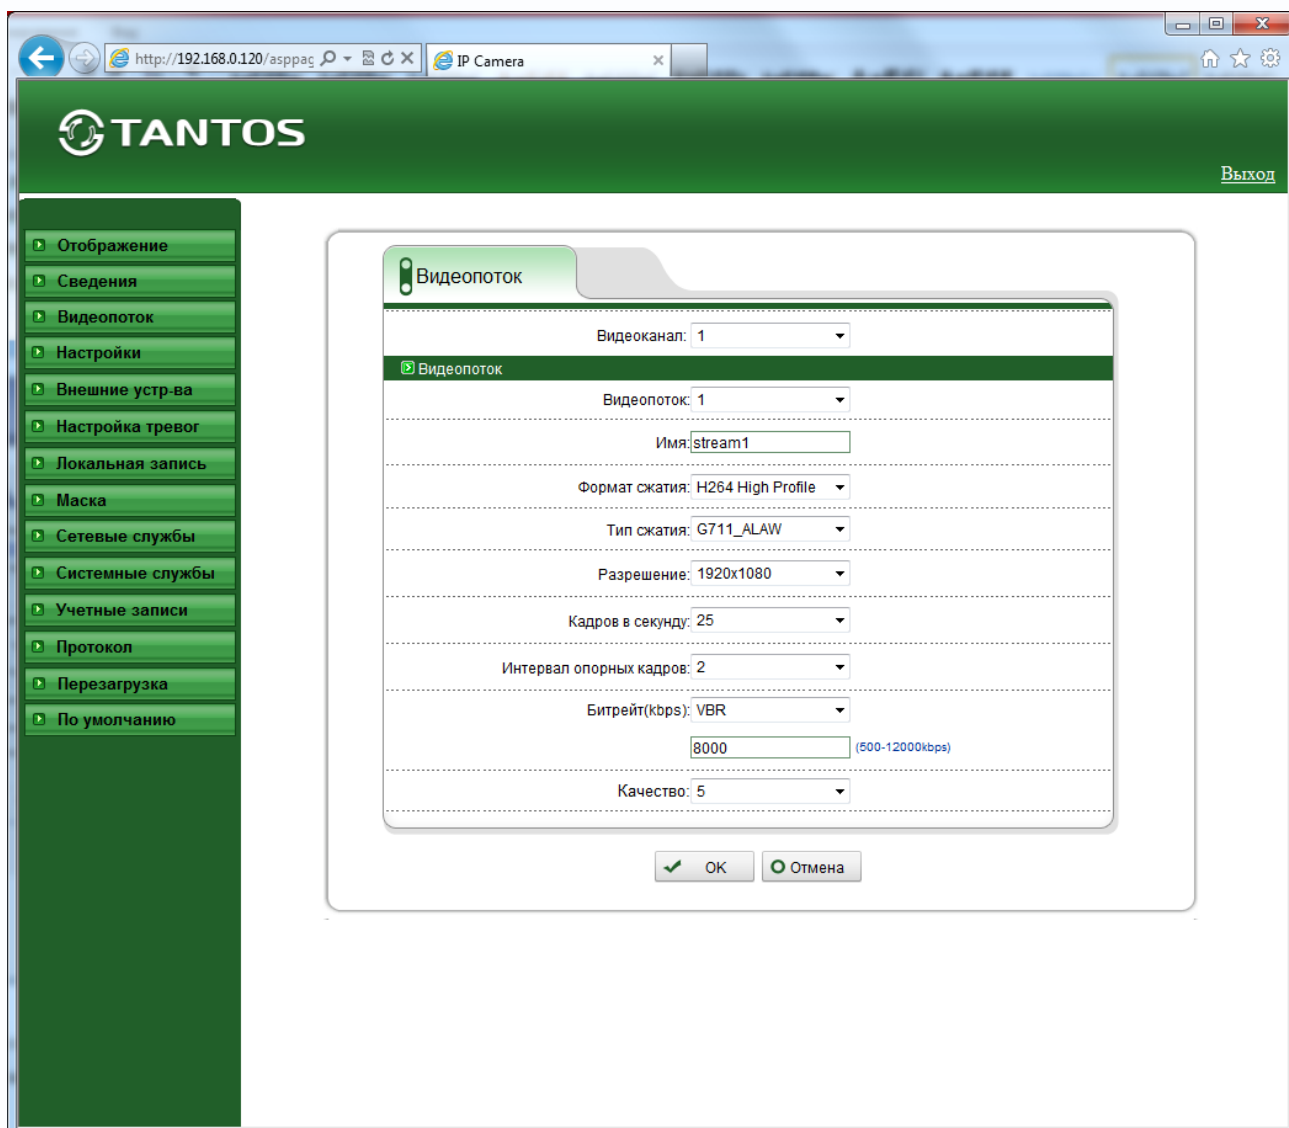 http://192.168.0.120/asppag
IP Camera
TANTOS
Выход
Отображение
Сведения
Видеопоток
Настройки
Внешние устр-ва
Настройка тревог
Локальная запись
Маска
Сетевые службы
Системные службы
Учетные записи
Протокол
Перезагрузка
По умолчанию
Видеопоток
Видеоканал: 1
Видеопоток
Видеопоток: 1
Имя: stream1
Формат сжатия: H264 High Profile
Тип сжатия: G711_ALAW
Разрешение: 1920x1080
Кадров в секунду: 25
Интервал опорных кадров: 2
Битрейт(kbps): VBR
8000 (500-12000kbps)
Качество: 5
OK
Отмена